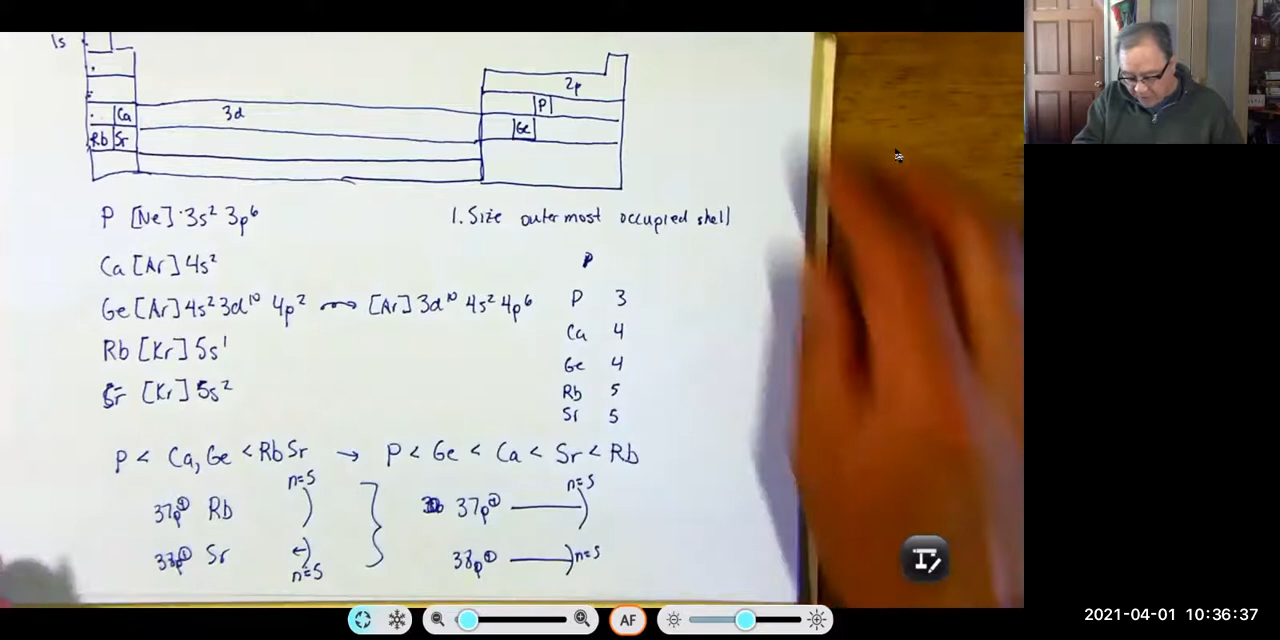 1s
2p
Ca 3d P
Rb Sr Ge
P [Ne] 3s² 3p⁶
1. Size outermost occupied shell
Ca [Ar] 4s²
P
Ge [Ar] 4s² 3d¹⁰ 4p² ⟿ [Ar] 3d¹⁰ 4s² 4p⁶
P 3
Ca 4
Rb [Kr] 5s¹
Ge 4
Sr [Kr] 5s²
Rb 5
Sr 5
P < Ca, Ge < Rb Sr → P < Ge < Ca < Sr < Rb
n=5 n=5
37p⊕ Rb 37p⊕
38p⊕ Sr 38p⊕ n=5
n=5
AF
2021-04-01 10:36:37